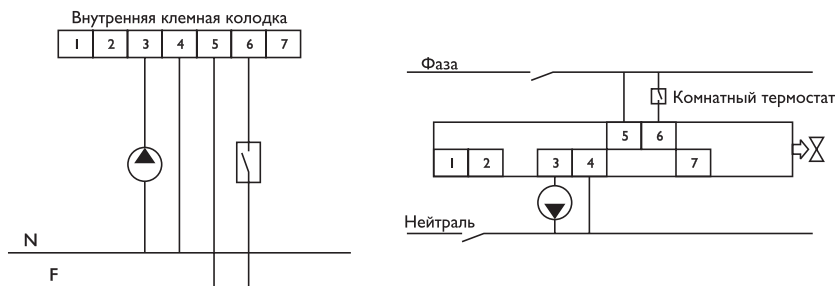 Внутренняя клемная колодка
1 2 3 4 5 6 7
N
F
Фаза
Комнатный термостат
5 6
1 2 3 4 7
Нейтраль